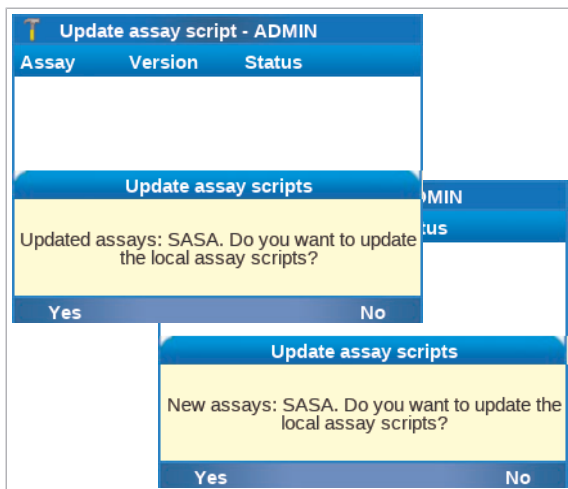 Update assay script - ADMIN
Assay Version Status
Update assay scripts
Updated assays: SASA. Do you want to update
the local assay scripts?
Yes No
MIN
tus
Update assay scripts
New assays: SASA. Do you want to update the
local assay scripts?
Yes No